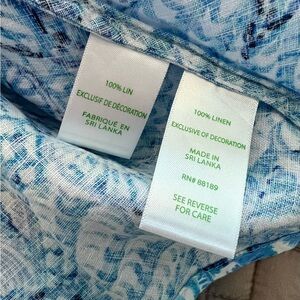 100% LIN
EXCLUSIF DE DÉCORATION
FABRIQUE EN
SRI LANKA
100% LINEN
EXCLUSIVE OF DECORATION
MADE IN
SRI LANKA
RN# 88189
SEE REVERSE
FOR CARE